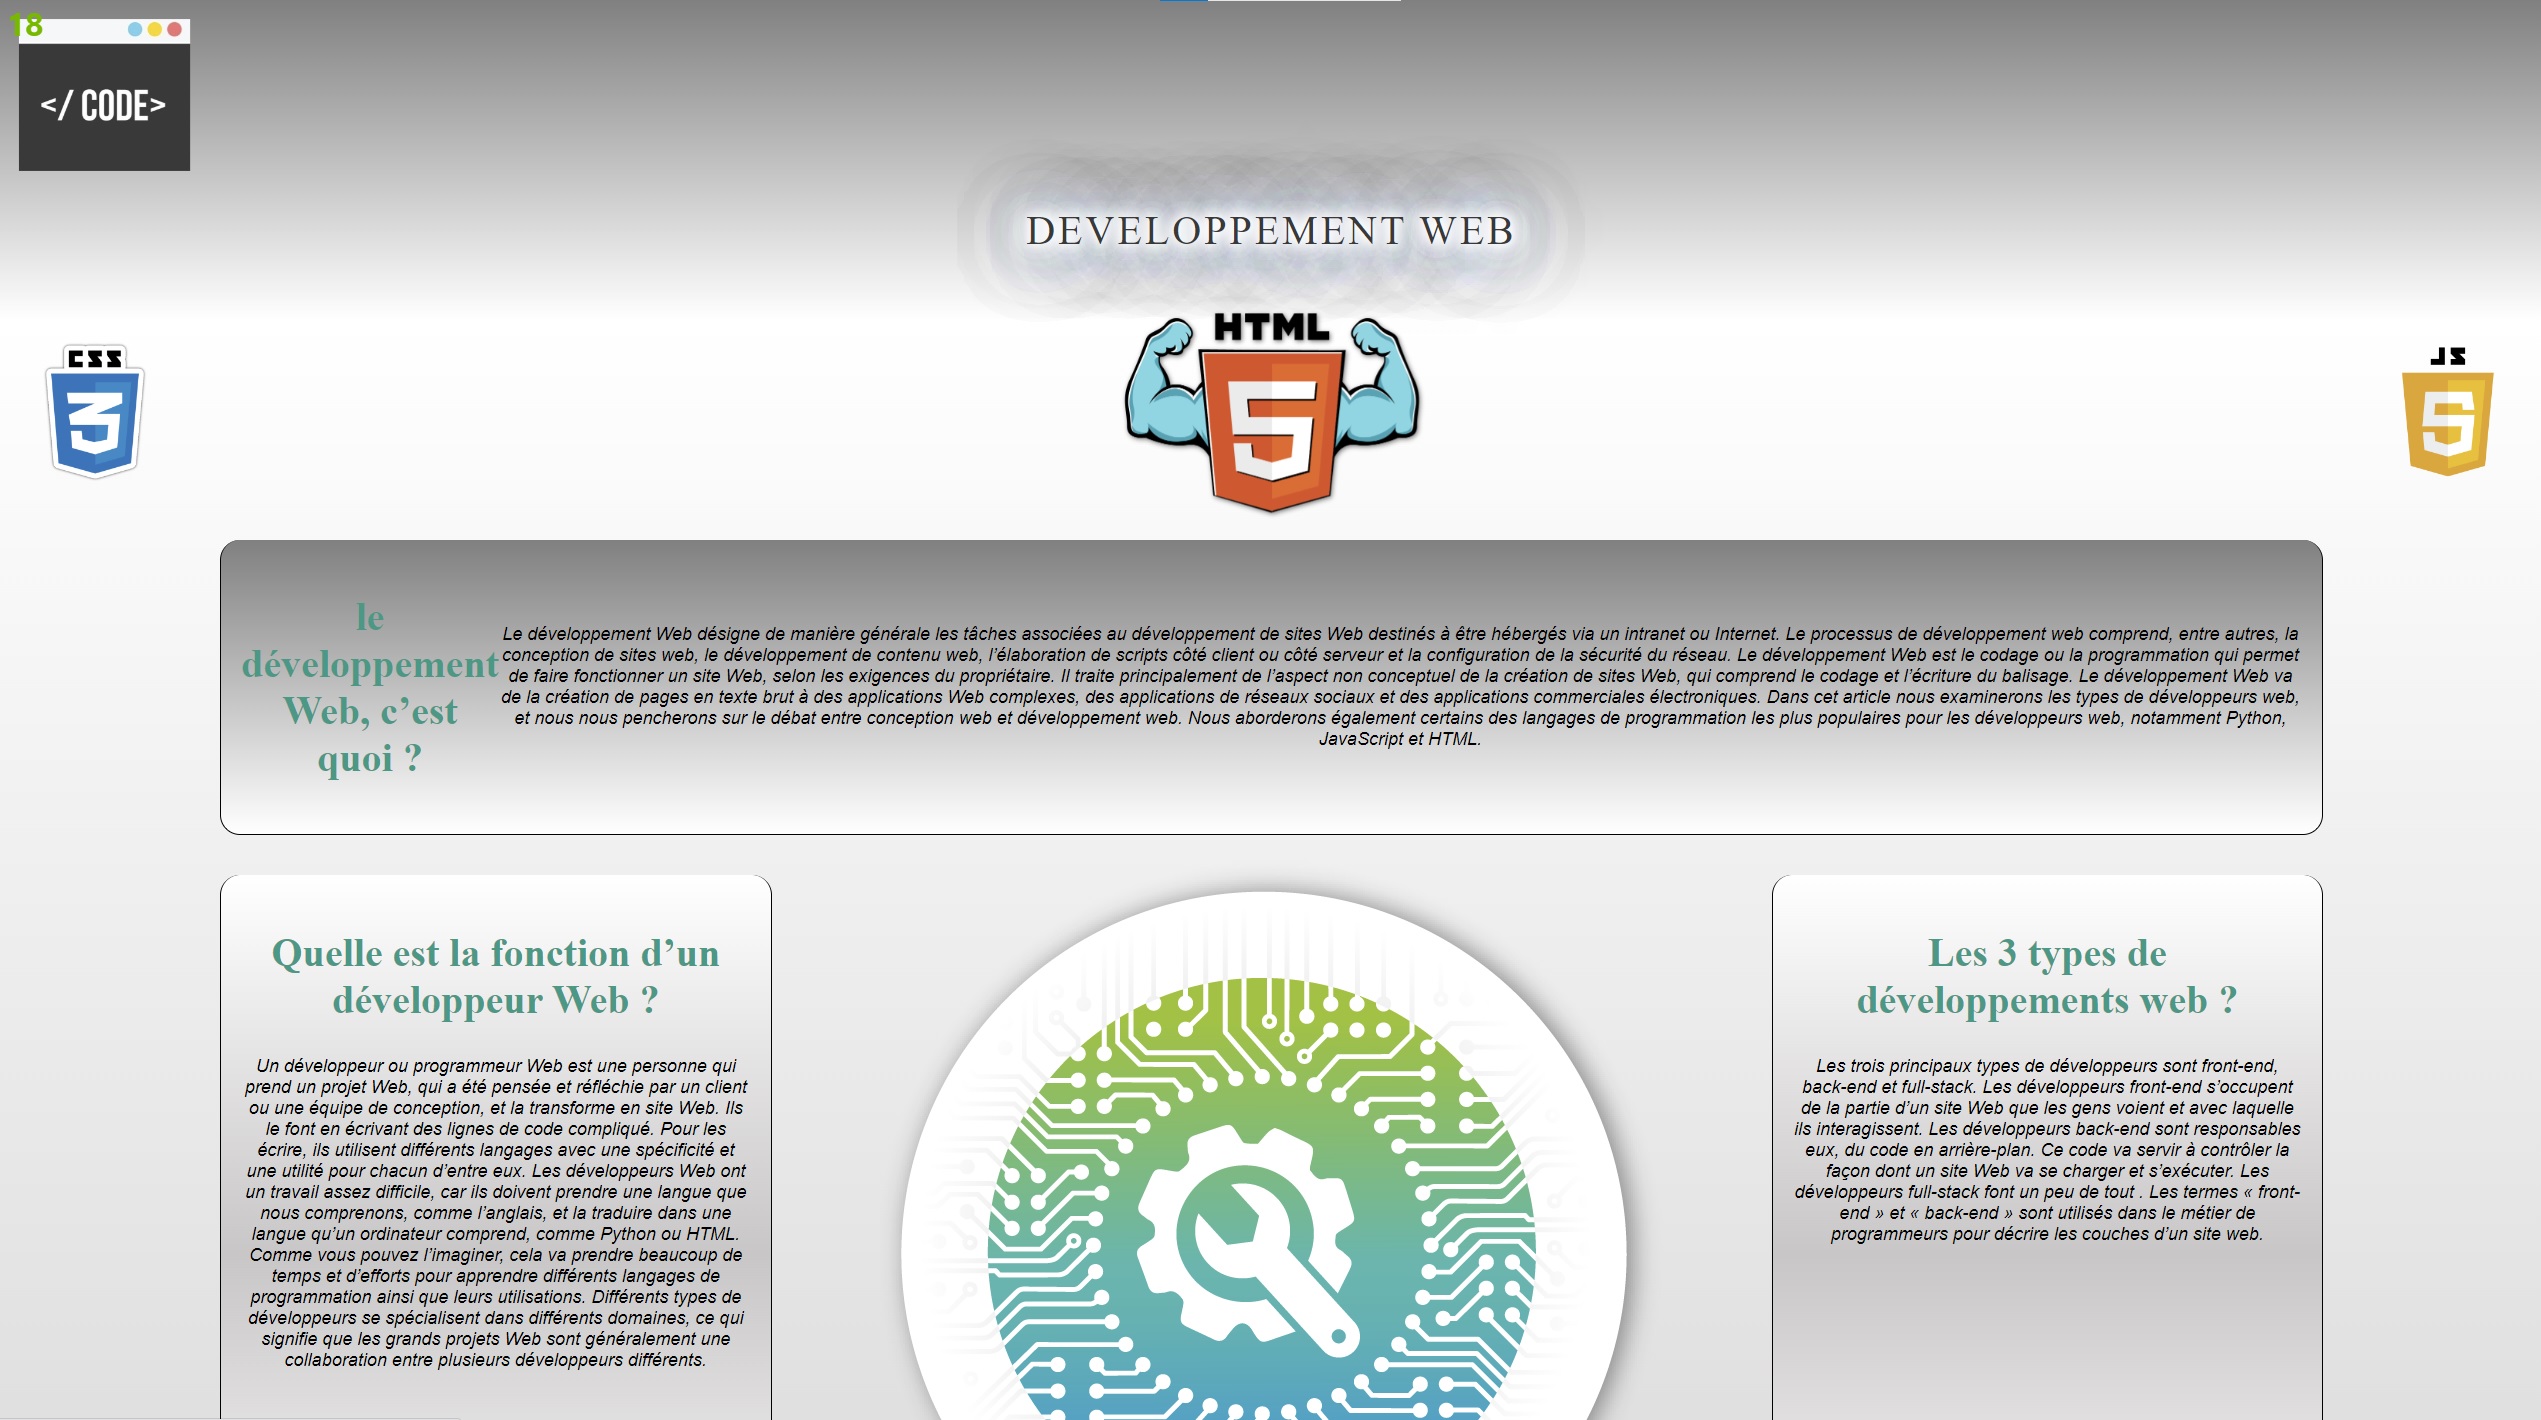 18
</ CODE>
DEVELOPPEMENT WEB
HTML
CSS
JS
le
développement
Web, c’est
quoi ?
Le développement Web désigne de manière générale les tâches associées au développement de sites Web destinés à être hébergés via un intranet ou Internet. Le processus de développement web comprend, entre autres, la
conception de sites web, le développement de contenu web, l’élaboration de scripts côté client ou côté serveur et la configuration de la sécurité du réseau. Le développement Web est le codage ou la programmation qui permet
de faire fonctionner un site Web, selon les exigences du propriétaire. Il traite principalement de l’aspect non conceptuel de la création de sites Web, qui comprend le codage et l’écriture du balisage. Le développement Web va
de la création de pages en texte brut à des applications Web complexes, des applications de réseaux sociaux et des applications commerciales électroniques. Dans cet article nous examinerons les types de développeurs web,
et nous nous pencherons sur le débat entre conception web et développement web. Nous aborderons également certains des langages de programmation les plus populaires pour les développeurs web, notamment Python,
JavaScript et HTML.
Quelle est la fonction d’un
développeur Web ?
Un développeur ou programmeur Web est une personne qui
prend un projet Web, qui a été pensée et réfléchie par un client
ou une équipe de conception, et la transforme en site Web. Ils
le font en écrivant des lignes de code compliqué. Pour les
écrire, ils utilisent différents langages avec une spécificité et
une utilité pour chacun d’entre eux. Les développeurs Web ont
un travail assez difficile, car ils doivent prendre une langue que
nous comprenons, comme l’anglais, et la traduire dans une
langue qu’un ordinateur comprend, comme Python ou HTML.
Comme vous pouvez l’imaginer, cela va prendre beaucoup de
temps et d’efforts pour apprendre différents langages de
programmation ainsi que leurs utilisations. Différents types de
développeurs se spécialisent dans différents domaines, ce qui
signifie que les grands projets Web sont généralement une
collaboration entre plusieurs développeurs différents.
Les 3 types de
développements web ?
Les trois principaux types de développeurs sont front-end,
back-end et full-stack. Les développeurs front-end s’occupent
de la partie d’un site Web que les gens voient et avec laquelle
ils interagissent. Les développeurs back-end sont responsables
eux, du code en arrière-plan. Ce code va servir à contrôler la
façon dont un site Web va se charger et s’exécuter. Les
développeurs full-stack font un peu de tout . Les termes « front-
end » et « back-end » sont utilisés dans le métier de
programmeurs pour décrire les couches d’un site web.